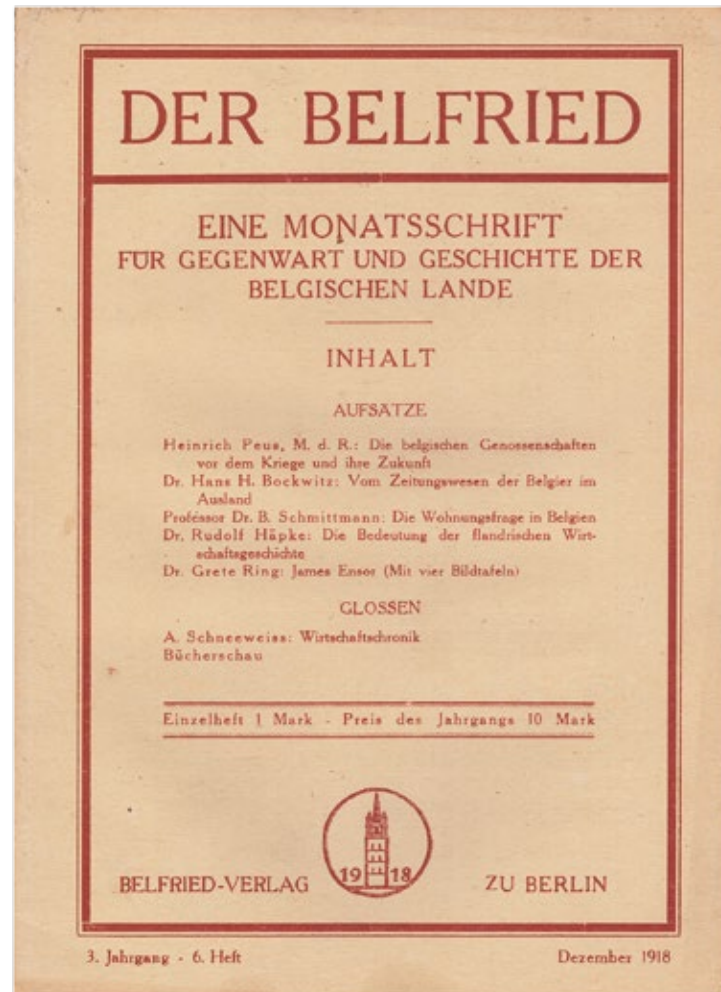 DER BELFRIED
EINE MONATSSCHRIFT
FÜR GEGENWART UND GESCHICHTE DER
BELGISCHEN LANDE
INHALT
AUFSÄTZE
Heinrich Peus, M. d. R.: Die belgischen Genossenschaften
vor dem Kriege und ihre Zukunft
Dr. Hans H. Bockwitz: Vom Zeitungswesen der Belgier im
Ausland
Professor Dr. B. Schmittmann: Die Wohnungsfrage in Belgien
Dr. Rudolf Häpke: Die Bedeutung der flandrischen Wirt-
schaftsgeschichte
Dr. Grete Ring: James Ensor (Mit vier Bildtafeln)
GLOSSEN
A. Schneeweiss: Wirtschaftschronik
Bücherschau
Einzelheft 1 Mark - Preis des Jahrgangs 10 Mark
1918
BELFRIED-VERLAG ZU BERLIN
3. Jahrgang - 6. Heft Dezember 1918